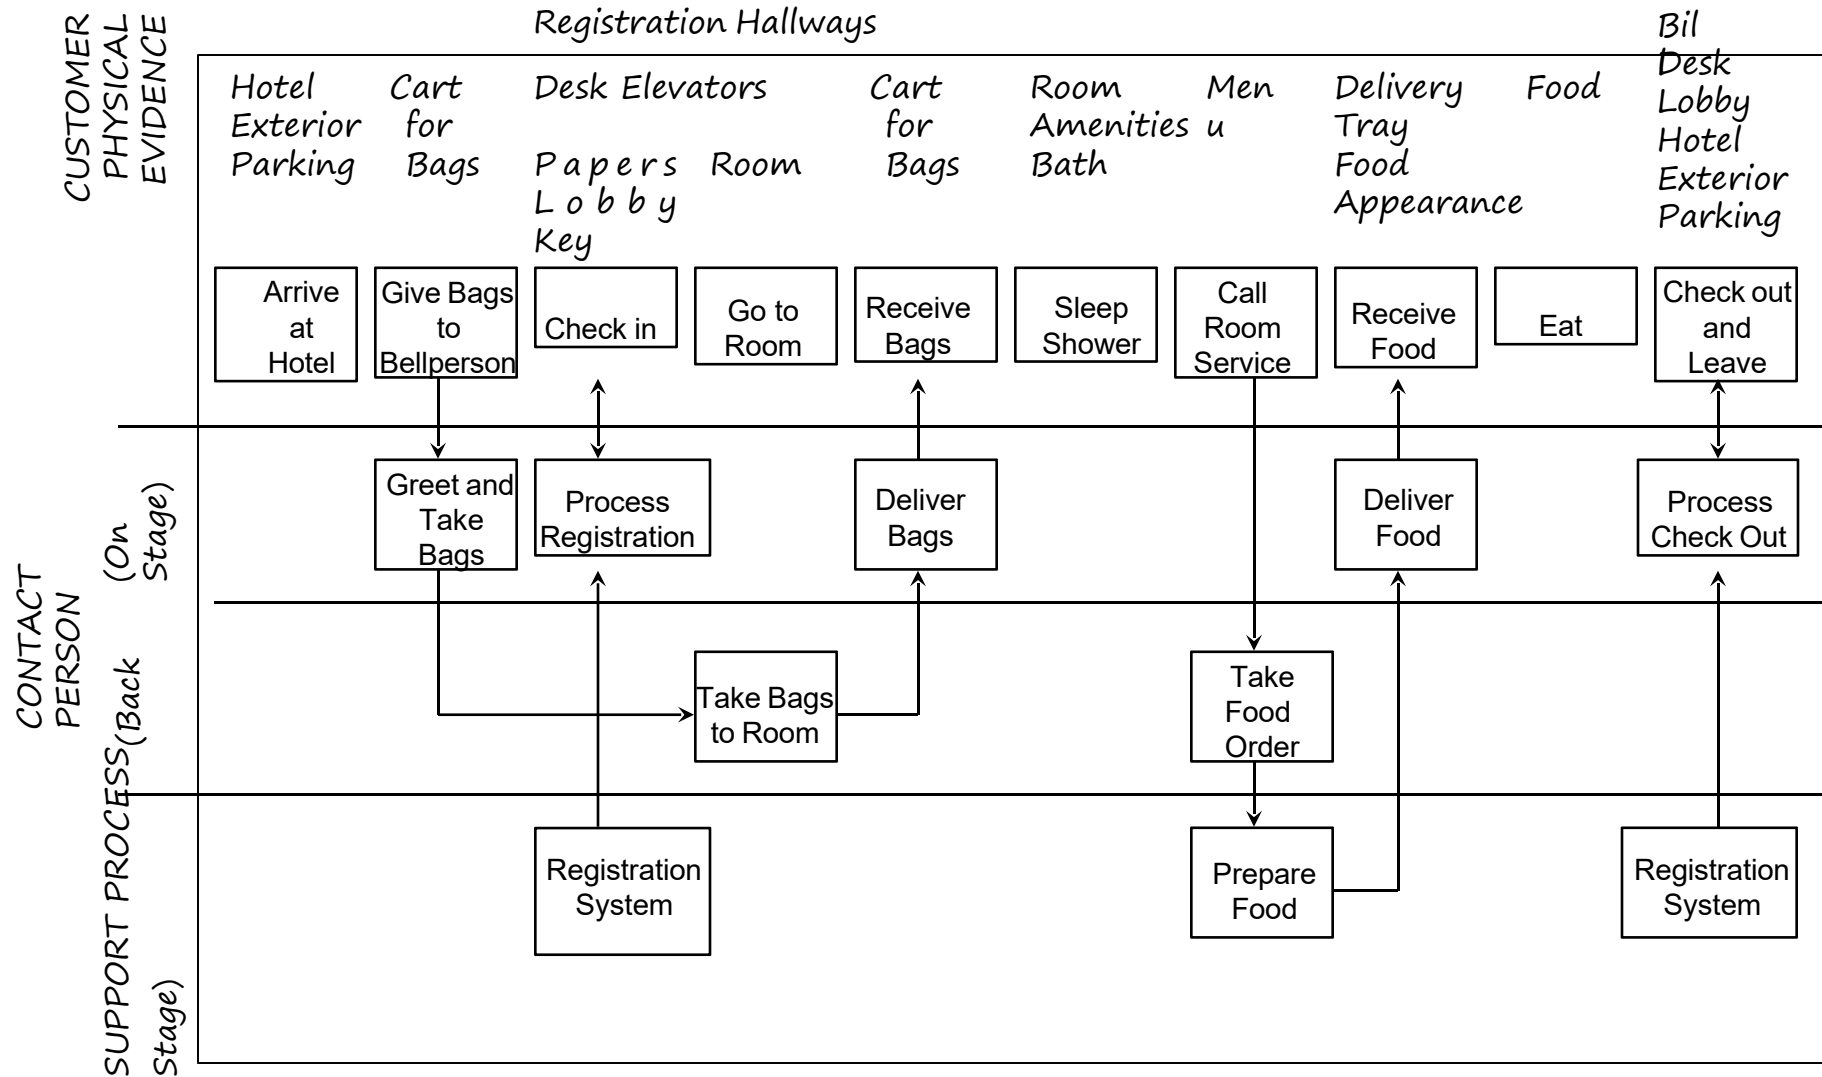 CUSTOMER
PHYSICAL
EVIDENCE
Registration Hallways
Hotel
Exterior
Parking
Cart
for
Bags
Desk Elevators
Papers Room
Lobby
Key
Cart
for
Bags
Room
Amenities
Bath
Men
u
Delivery
Tray
Food
Appearance
Food
Bil
Desk
Lobby
Hotel
Exterior
Parking
Arrive
at
Hotel
Give Bags
to
Bellperson
Check in
Go to
Room
Receive
Bags
Sleep
Shower
Call
Room
Service
Receive
Food
Eat
Check out
and
Leave
CONTACT
PERSON
(On
Stage)
Greet and
Take
Bags
Process
Registration
Deliver
Bags
Deliver
Food
Process
Check Out
(Back
Stage)
Take Bags
to Room
Take
Food
Order
SUPPORT PROCESS
Registration
System
Prepare
Food
Registration
System